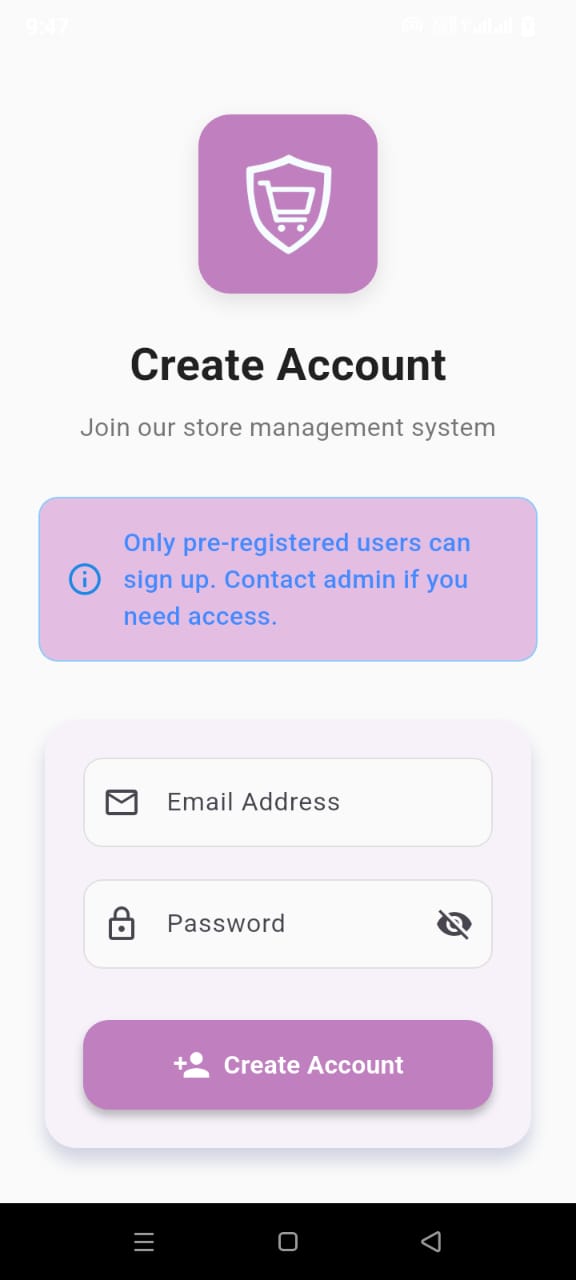 9:47
Create Account
Join our store management system
Only pre-registered users can
sign up. Contact admin if you
need access.
Email Address
Password
Create Account